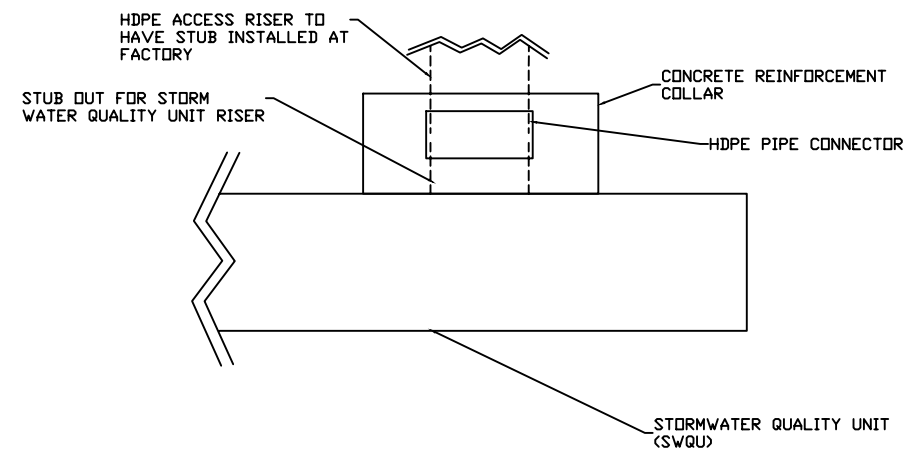 HDPE ACCESS RISER TO
HAVE STUB INSTALLED AT
FACTORY
STUB OUT FOR STORM
WATER QUALITY UNIT RISER
CONCRETE REINFORCEMENT
COLLAR
HDPE PIPE CONNECTOR
STORMWATER QUALITY UNIT
(SWQU)